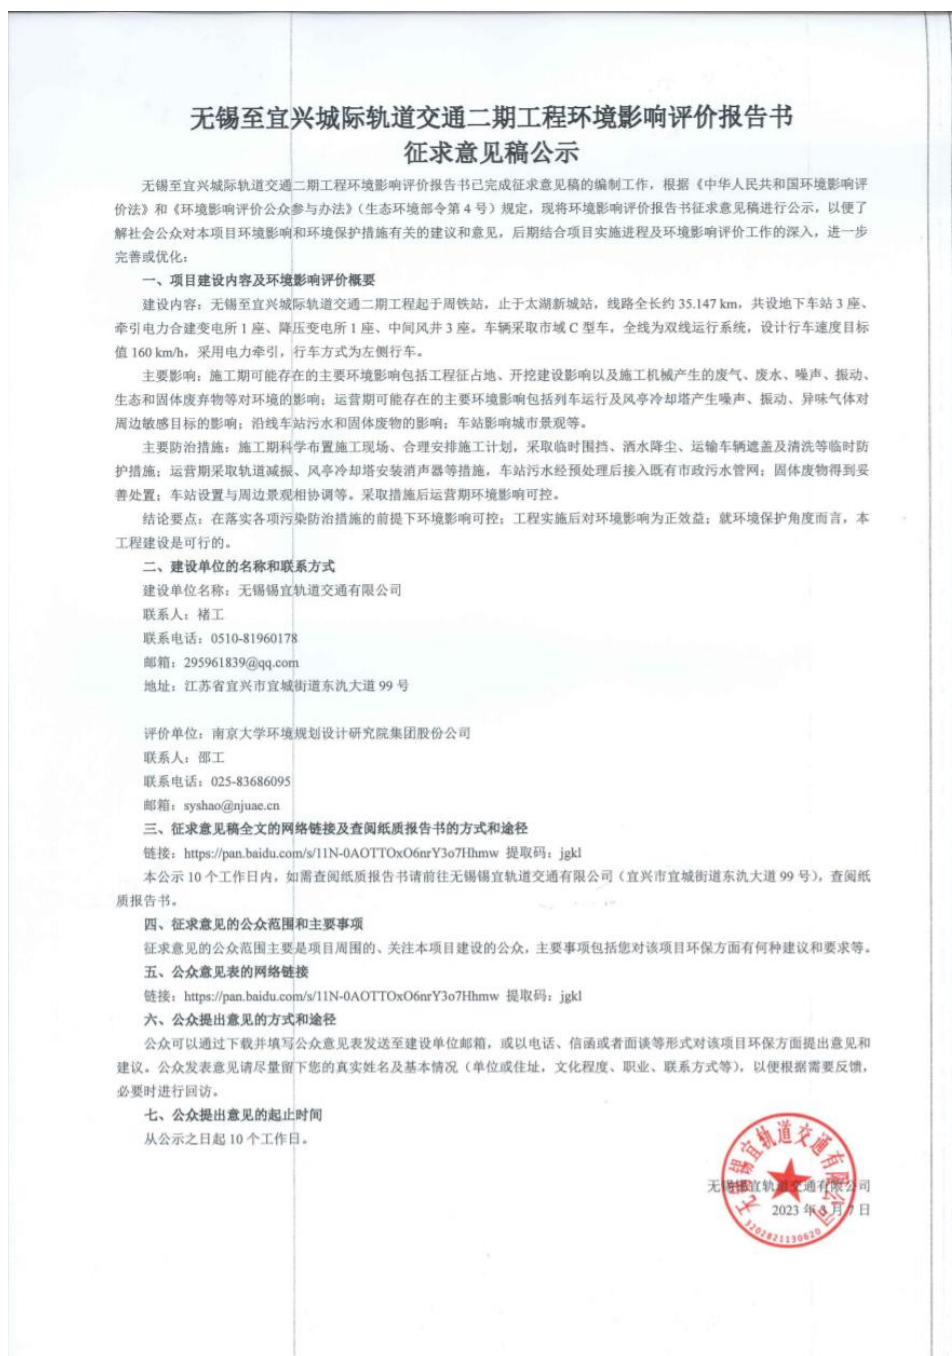 无锡至宜兴城际轨道交通二期工程环境影响评价报告书
征求意见稿公示
无锡至宜兴城际轨道交通二期工程环境影响评价报告书已完成征求意见稿的编制工作，根据《中华人民共和国环境影响评
价法》和《环境影响评价公众参与办法》（生态环境部令第 4 号）规定，现将环境影响评价报告书征求意见稿进行公示，以便了
解社会公众对本项目环境影响和环境保护措施有关的建议和意见，后期结合项目实施进程及环境影响评价工作的深入，进一步
完善或优化：
一、项目建设内容及环境影响评价概要
建设内容：无锡至宜兴城际轨道交通二期工程起于周铁站，止于太湖新城站，线路全长约 35.147 km，共设地下车站 3 座、
牵引电力合建变电所 1 座、降压变电所 1 座、中间风井 3 座。车辆采取市域 C 型车，全线为双线运行系统，设计行车速度目标
值 160 km/h，采用电力牵引，行车方式为左侧行车。
主要影响：施工期可能存在的主要环境影响包括工程征占地、开挖建设影响以及施工机械产生的废气、废水、噪声、振动、
生态和固体废弃物等对环境的影响；运营期可能存在的主要环境影响包括列车运行及风亭冷却塔产生噪声、振动、异味气体对
周边敏感目标的影响；沿线车站污水和固体废物的影响；车站影响城市景观等。
主要防治措施：施工期科学布置施工现场、合理安排施工计划，采取临时围挡、洒水降尘、运输车辆遮盖及清洗等临时防
护措施；运营期采取轨道减振、风亭冷却塔安装消声器等措施，车站污水经预处理后接入既有市政污水管网；固体废物得到妥
善处置；车站设置与周边景观相协调等。采取措施后运营期环境影响可控。
结论要点：在落实各项污染防治措施的前提下环境影响可控；工程实施后对环境影响为正效益；就环境保护角度而言，本
工程建设是可行的。
二、建设单位的名称和联系方式
建设单位名称：无锡锡宜轨道交通有限公司
联系人：褚工
联系电话：0510-81960178
邮箱：295961839@qq.com
地址：江苏省宜兴市宜城街道东氿大道 99 号
评价单位：南京大学环境规划设计研究院集团股份公司
联系人：邵工
联系电话：025-83686095
邮箱：syshao@njuae.cn
三、征求意见稿全文的网络链接及查阅纸质报告书的方式和途径
链接：https://pan.baidu.com/s/11N-0AOTTOxO6nrY3o7Hhmw 提取码：jgkl
本公示 10 个工作日内，如需查阅纸质报告书请前往无锡锡宜轨道交通有限公司（宜兴市宜城街道东氿大道 99 号），查阅纸
质报告书。
四、征求意见的公众范围和主要事项
征求意见的公众范围主要是项目周围的、关注本项目建设的公众，主要事项包括您对该项目环保方面有何种建议和要求等。
五、公众意见表的网络链接
链接：https://pan.baidu.com/s/11N-0AOTTOxO6nrY3o7Hhmw 提取码：jgkl
六、公众提出意见的方式和途径
公众可以通过下载并填写公众意见表发送至建设单位邮箱，或以电话、信函或者面谈等形式对该项目环保方面提出意见和
建议。公众发表意见请尽量留下您的真实姓名及基本情况（单位或住址，文化程度、职业、联系方式等），以便根据需要反馈，
必要时进行回访。
七、公众提出意见的起止时间
从公示之日起 10 个工作日。
无锡锡宜轨道交通有限公司
2023 年 3 月 7 日
无锡锡宜轨道交通有限公司
3202821130620